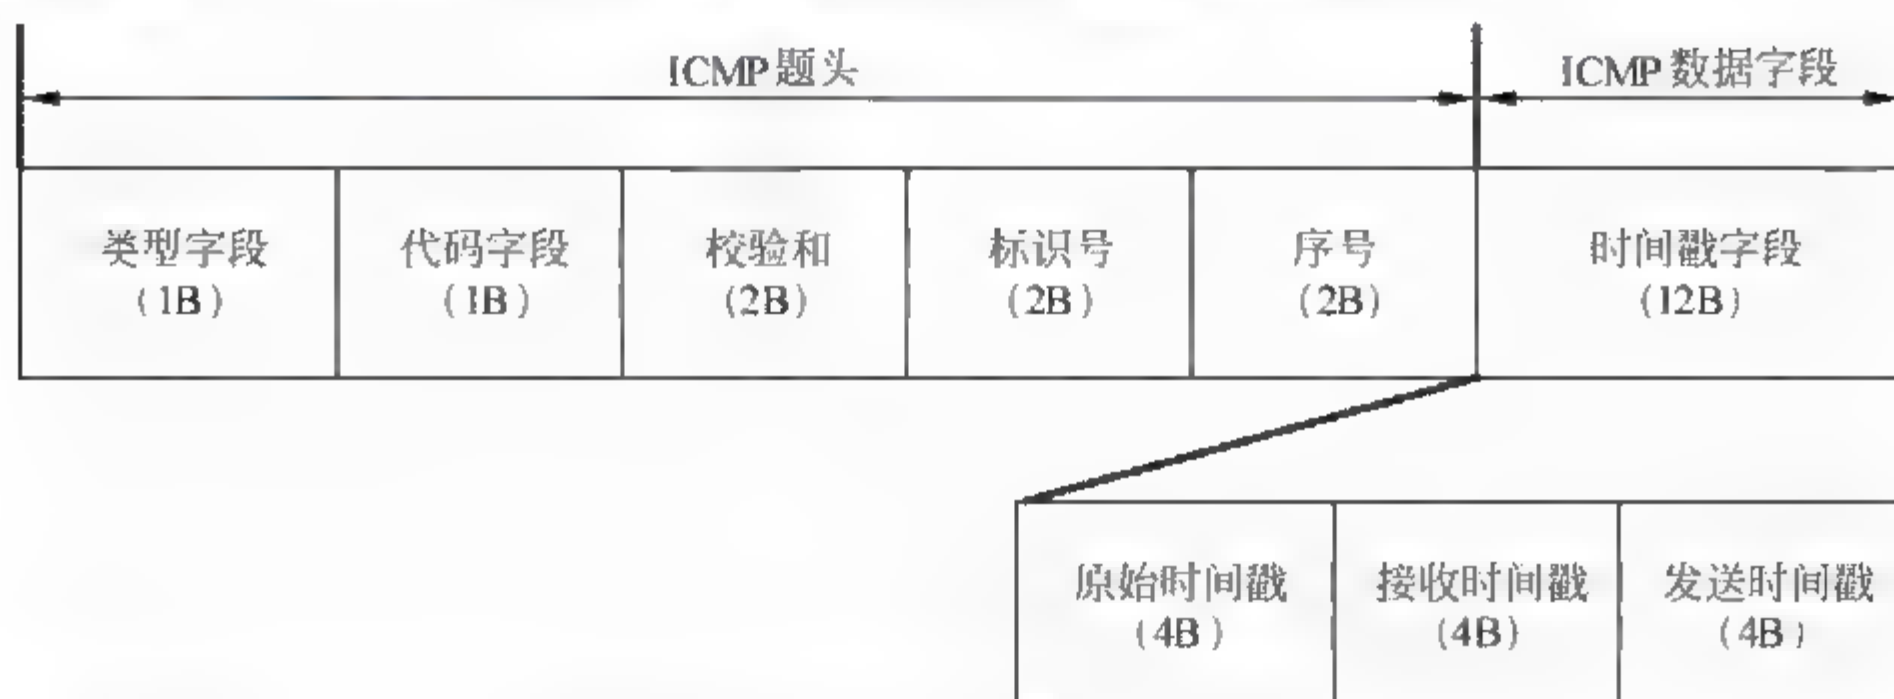 ICMP题头
ICMP数据字段
类型字段
(1B)
代码字段
(1B)
校验和
(2B)
标识号
(2B)
序号
(2B)
时间戳字段
(12B)
原始时间戳
(4B)
接收时间戳
(4B)
发送时间戳
(4B)